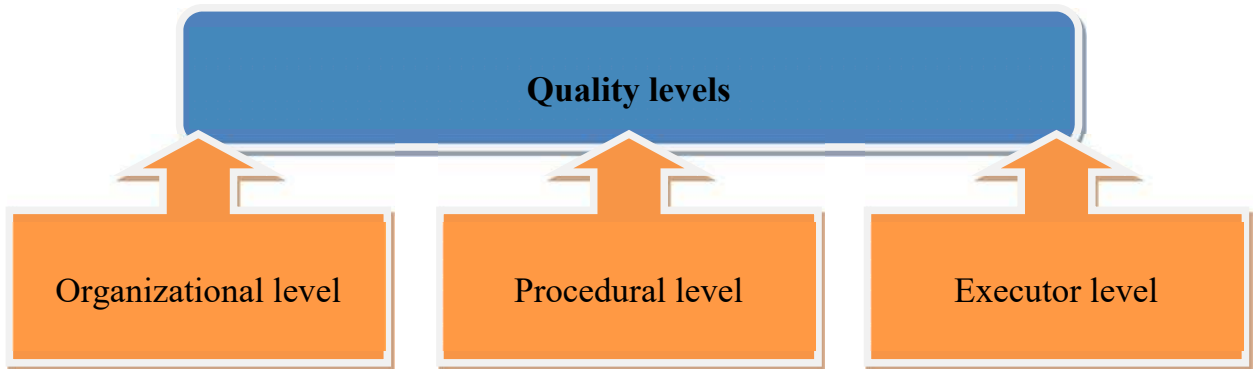 Quality levels
Organizational level
Procedural level
Executor level